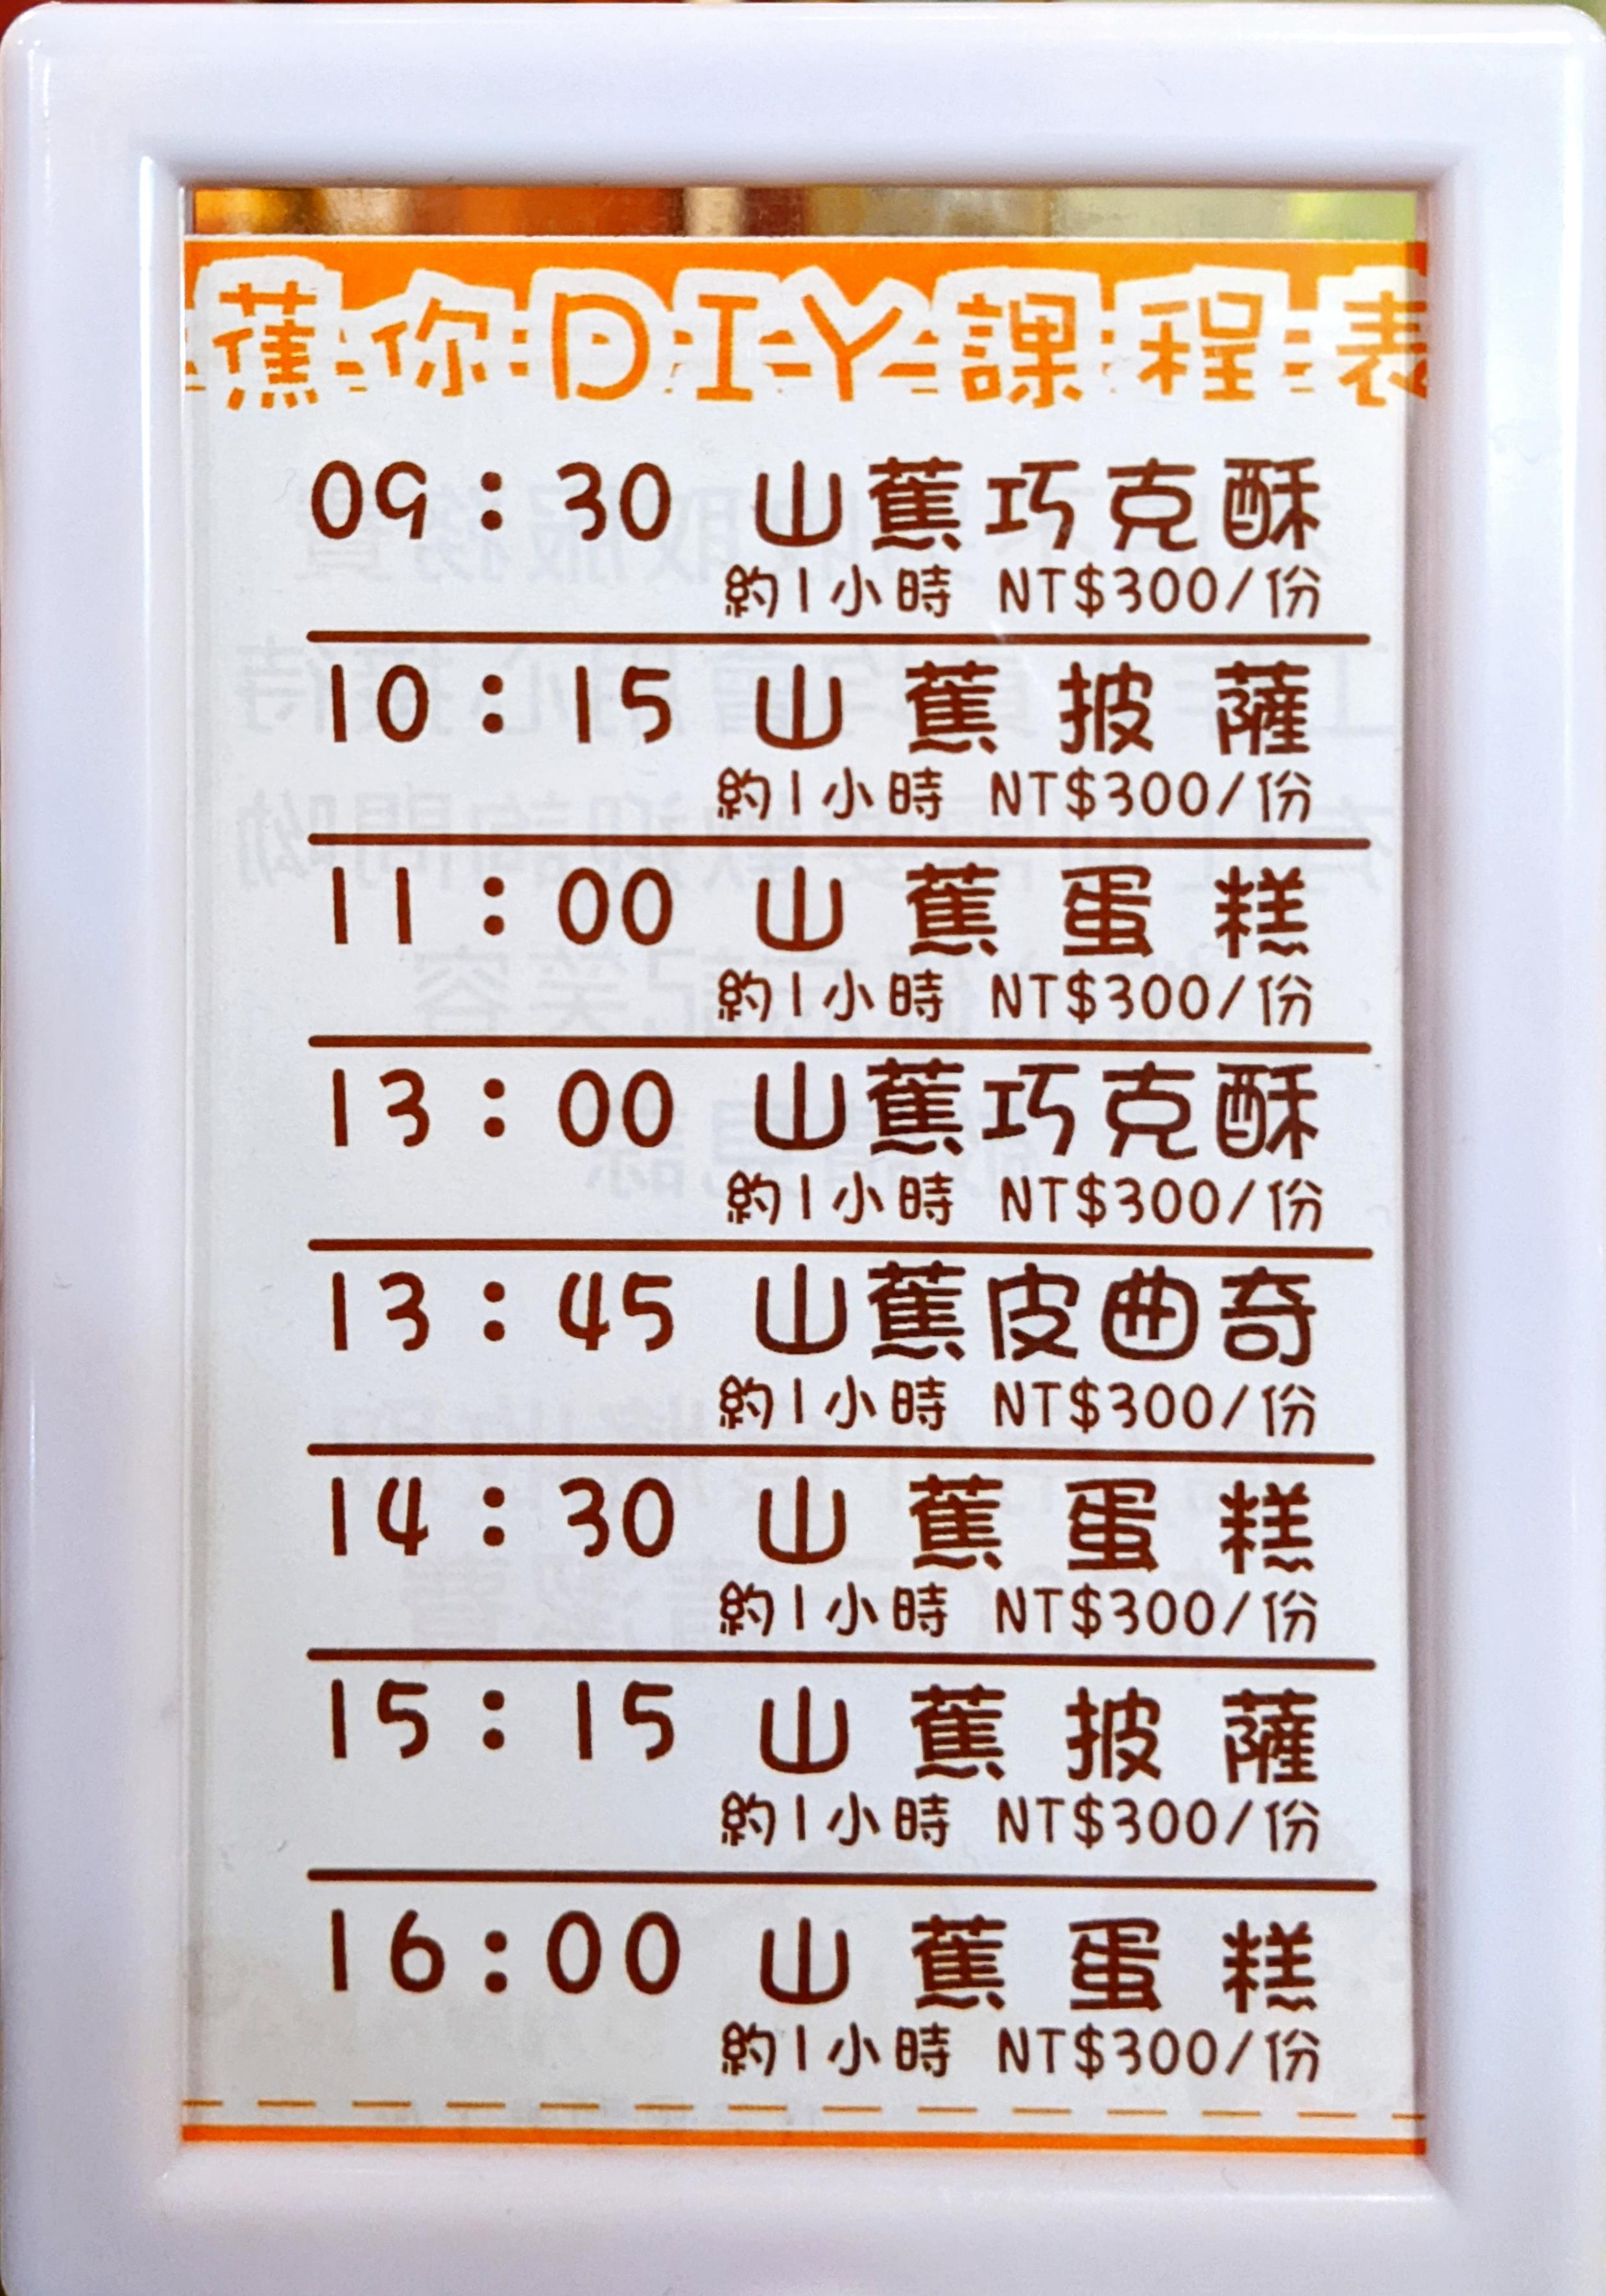 蕉你DIY課程表
09：30 山蕉巧克酥
約1小時 NT$300/份
10：15 山蕉披薩
約1小時 NT$300/份
11：00 山蕉蛋糕
約1小時 NT$300/份
13：00 山蕉巧克酥
約1小時 NT$300/份
13：45 山蕉皮曲奇
約1小時 NT$300/份
14：30 山蕉蛋糕
約1小時 NT$300/份
15：15 山蕉披薩
約1小時 NT$300/份
16：00 山蕉蛋糕
約1小時 NT$300/份